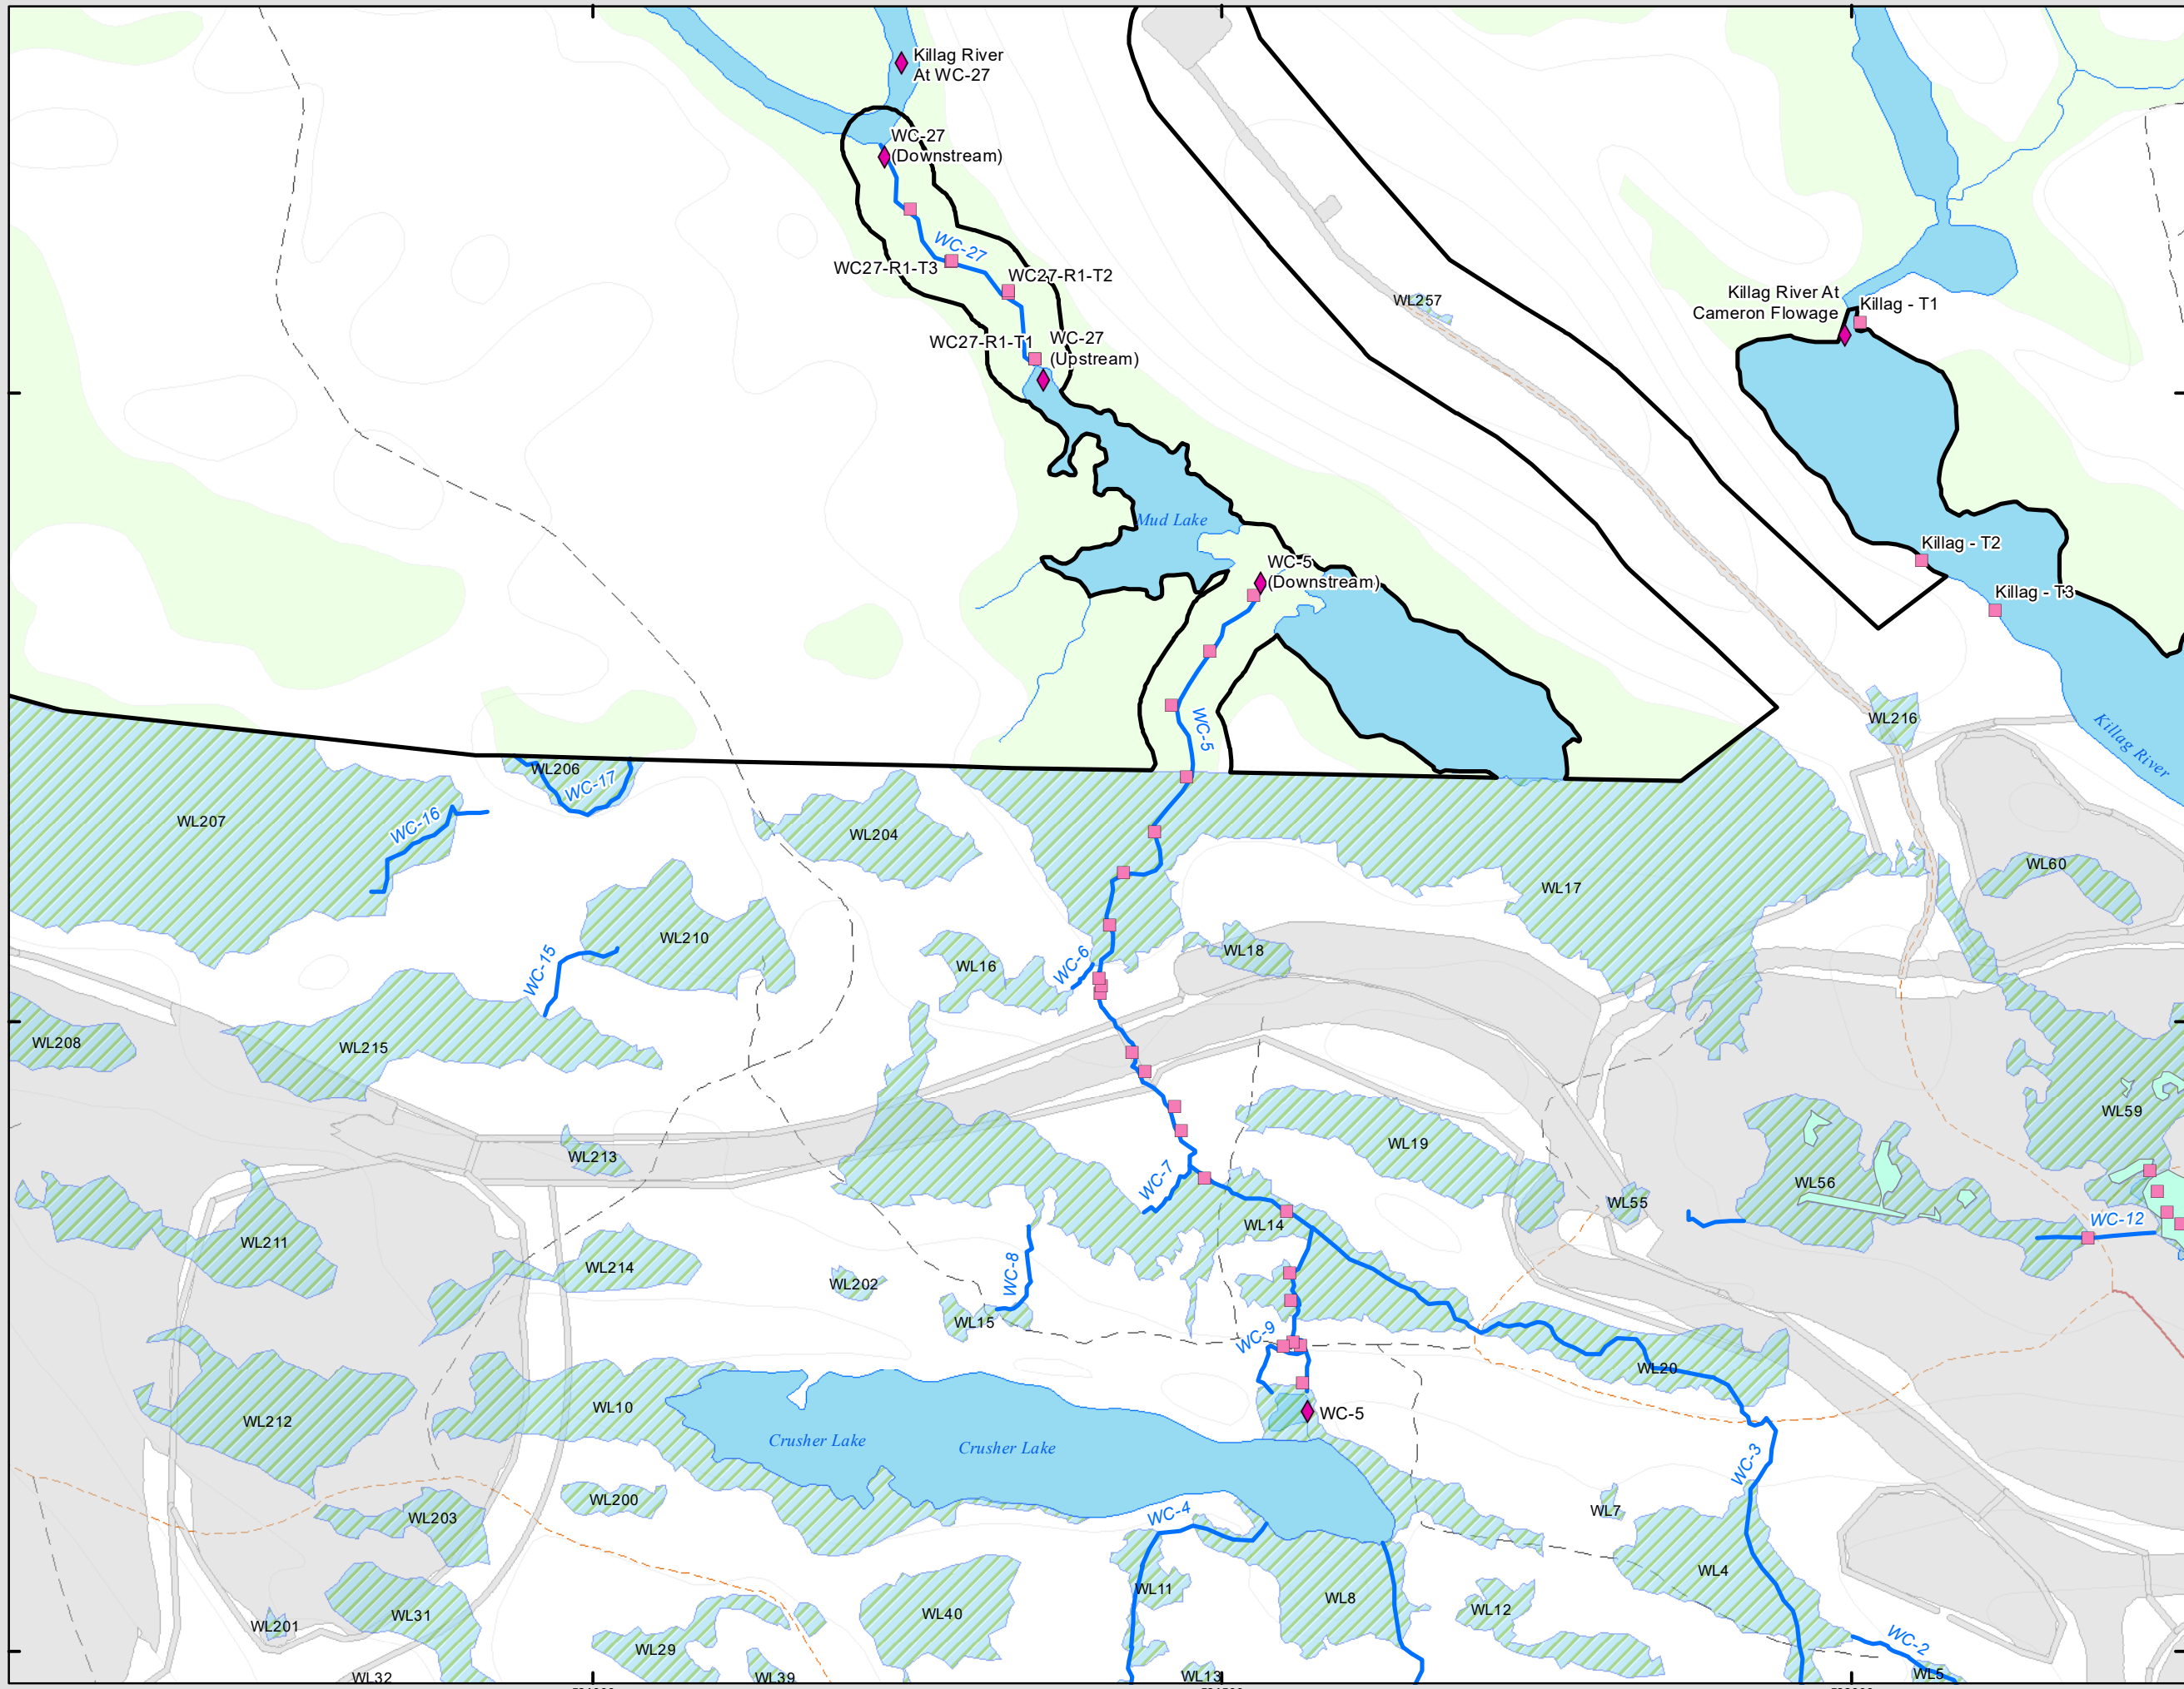 Killag River
At WC-27
WC-27
(Downstream)
WC-27
WC27-R1-T3
WC27-R1-T2
WC27-R1-T1
WC-27
(Upstream)
WL257
Killag River At
Cameron Flowage
Killag - T1
Mud Lake
Killag - T2
WC-5
(Downstream)
Killag - T3
WC-5
WL216
Killag River
WL206
WC-17
WL207
WC-16
WL204
WL60
WL17
WL210
WL18
WC-15
WL16
WC-6
WL208
WL215
WL59
WL213
WL19
WC-7
WL56
WL55
WL14
WC-12
WL211
WL214
WC-8
WL202
WL15
WC-9
WL20
WL10
WL212
WC-5
Crusher Lake
Crusher Lake
WC-3
WL200
WL203
WC-4
WL7
WL4
WL11
WL8
WL12
WL31
WL40
WL201
WL29
WC-2
WL32
WL39
WL13
WL5